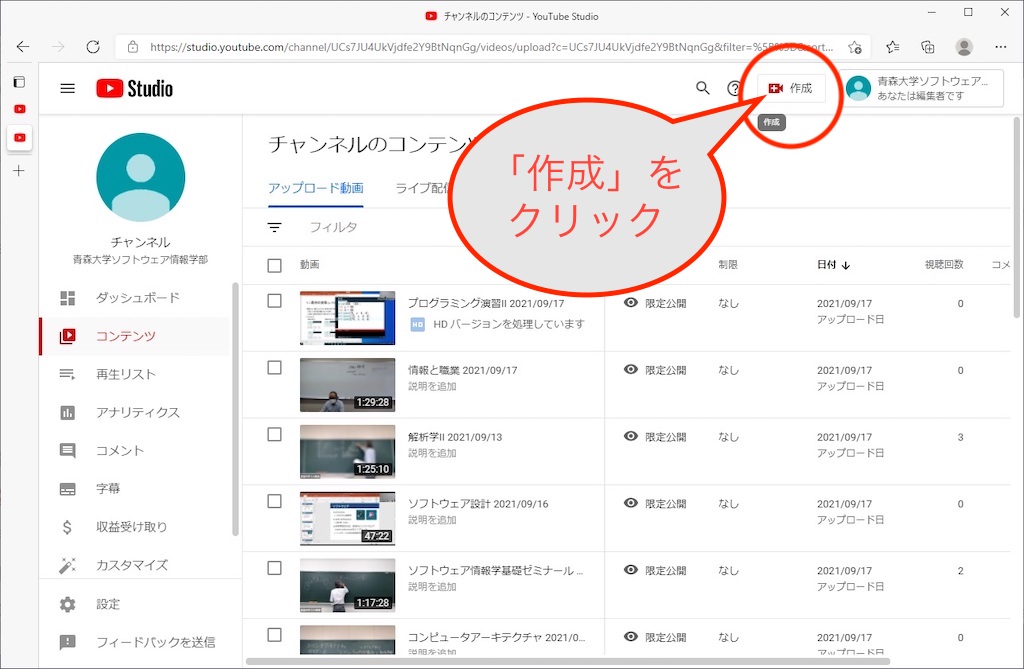 チャンネルのコンテンツ - YouTube Studio
https://studio.youtube.com/channel/UCs7JU4UkVjdfe2Y9BtNqnGg/videos/upload?c=UCs7JU4UkVjdfe2Y9BtNqnGg&filter=%5B%5D
Studio
作成
青森大学ソフトウェア...
あなたは編集者です
作成
「作成」を
クリック
チャンネル
青森大学ソフトウェア情報学部
ダッシュボード
コンテンツ
再生リスト
アナリティクス
コメント
字幕
収益受け取り
カスタマイズ
設定
フィードバックを送信
チャンネルのコンテンツ
アップロード動画 ライブ配信
フィルタ
動画 制限 日付 視聴回数 コメ
プログラミング演習II 2021/09/17 限定公開 なし 2021/09/17 0
HD HD バージョンを処理しています アップロード日
情報と職業 2021/09/17 限定公開 なし 2021/09/17 0
説明を追加 アップロード日
1:29:28
解析学II 2021/09/13 限定公開 なし 2021/09/17 3
説明を追加 アップロード日
1:25:10
ソフトウェア設計 2021/09/16 限定公開 なし 2021/09/17 0
説明を追加 アップロード日
47:22
ソフトウェア情報学基礎ゼミナール ... 限定公開 なし 2021/09/17 2
説明を追加 アップロード日
1:17:28
コンピュータアーキテクチャ 2021/0... 限定公開 なし 2021/09/17 0
説明を追加 アップロード日